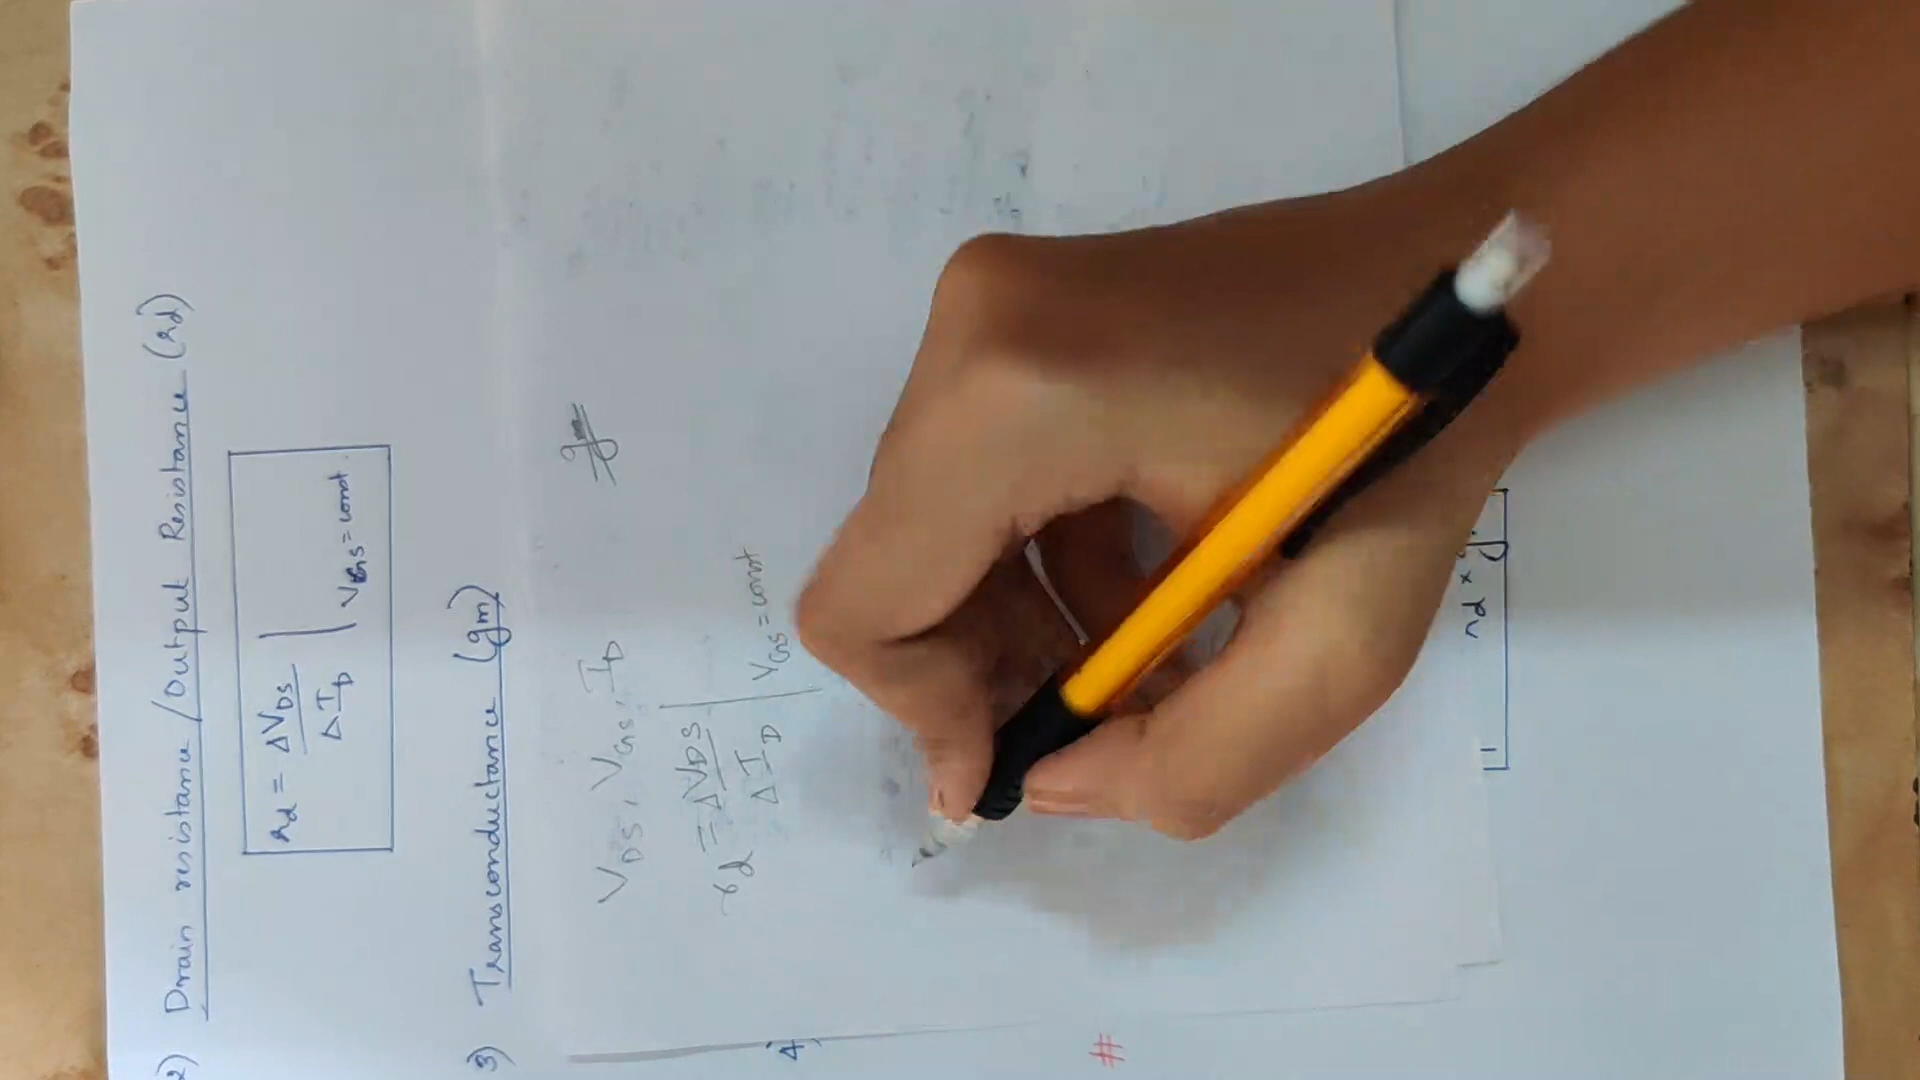 2) Drain resistance / Output Resistance (rd)
rd = ΔVDS / ΔID | VGS = const.
3) Transconductance (gm)
gm
VDS, VGS, ID
rd = ΔVDS / ΔID | VGS = const
4)
#
rd × g